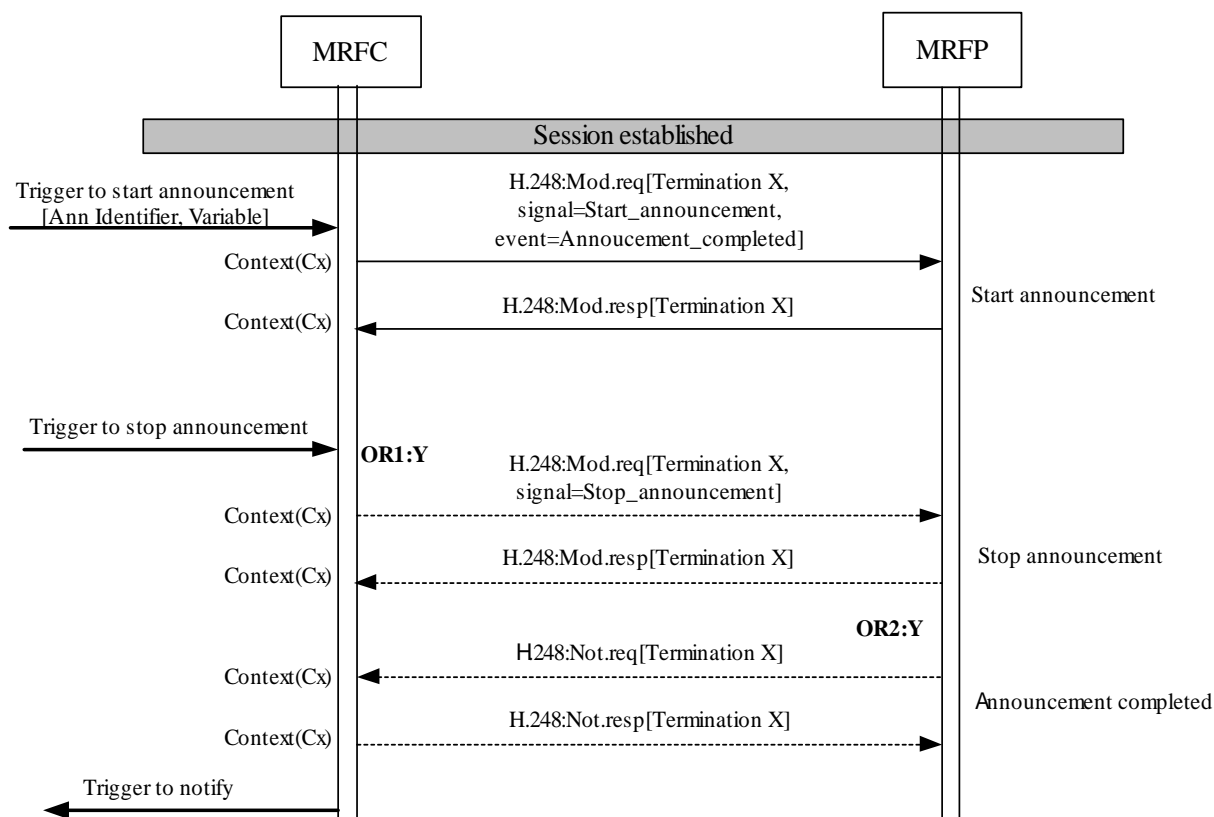 MRFC
MRFP
Session established
Trigger to start announcement
[Ann Identifier, Variable]
H.248:Mod.req[Termination X,
signal=Start_announcement,
event=Annoucement_completed]
Context(Cx)
Start announcement
H.248:Mod.resp[Termination X]
Context(Cx)
Trigger to stop announcement
OR1:Y
H.248:Mod.req[Termination X,
signal=Stop_announcement]
Context(Cx)
H.248:Mod.resp[Termination X]
Stop announcement
Context(Cx)
OR2:Y
H248:Not.req[Termination X]
Context(Cx)
Announcement completed
H.248:Not.resp[Termination X]
Context(Cx)
Trigger to notify